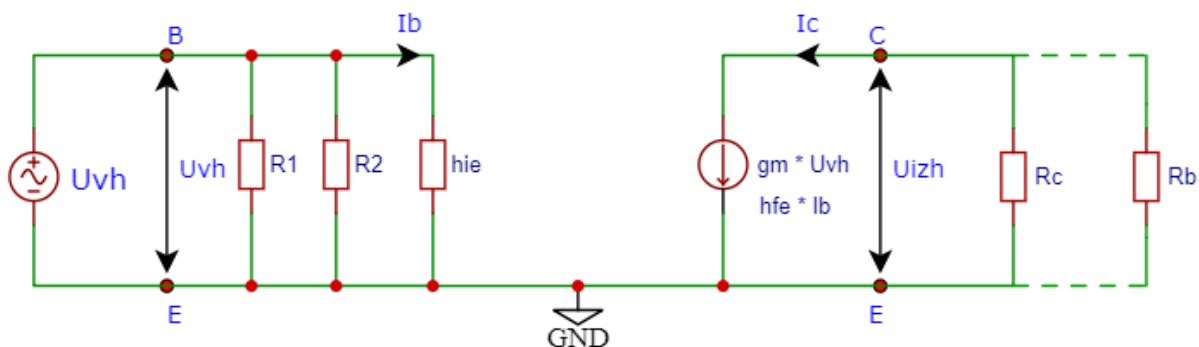 B
Ib
Ic
C
Uvh
Uvh
R1
R2
hie
gm * Uvh
hfe * Ib
Uizh
Rc
Rb
E
GND
E